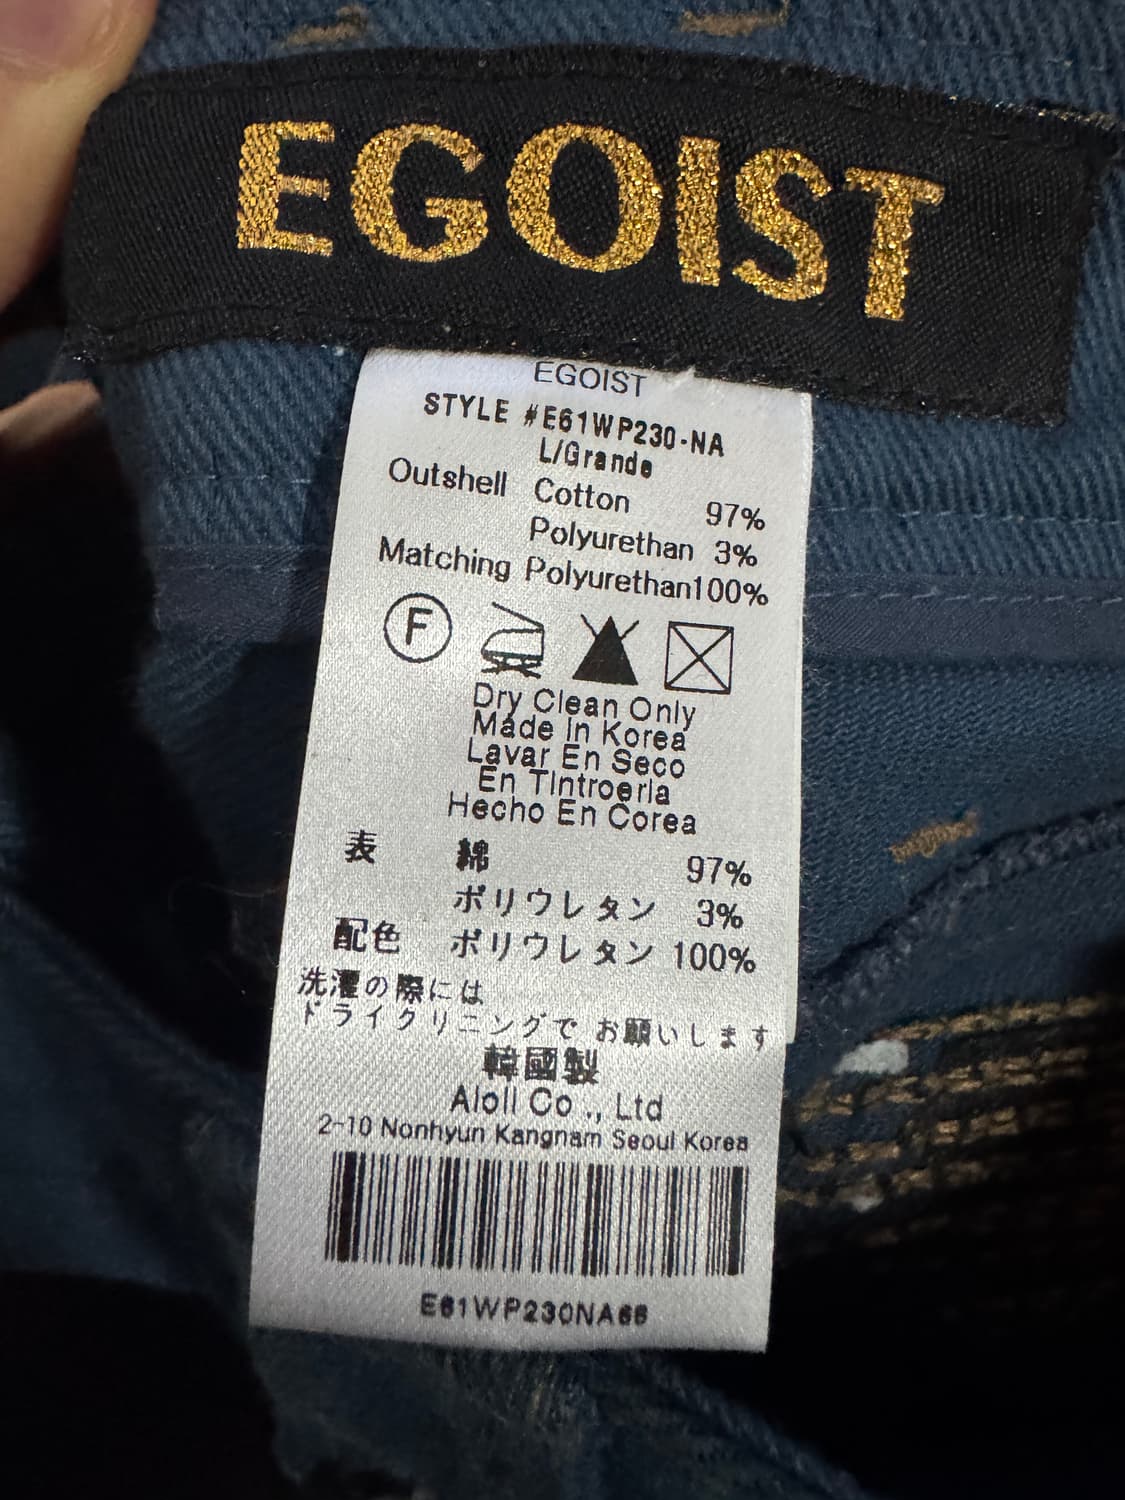 EGOIST
EGOIST
STYLE #E61WP230-NA
L/Grande
Outshell Cotton 97%
Polyurethan 3%
Matching Polyurethan100%
F
Dry Clean Only
Made In Korea
Lavar En Seco
En Tintroeria
Hecho En Corea
表 綿 97%
ポリウレタン 3%
配色 ポリウレタン 100%
洗濯の際には
ドライクリニングで お願いします
韓國製
Aloli Co ., Ltd
2-10 Nonhyun Kangnam Seoul Korea
E61WP230NA66